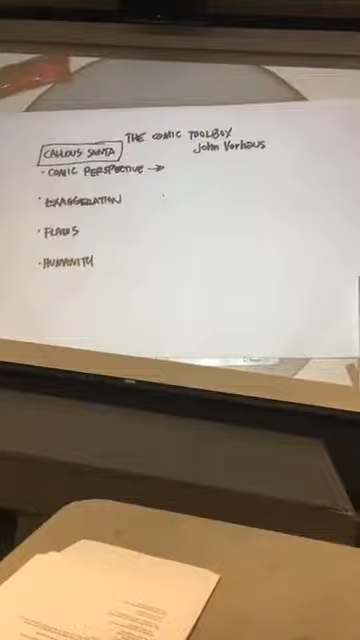 THE COMIC TOOLBOX
John Vorhaus
CALLOUS SANTA
• COMIC PERSPECTIVE →
• EXAGGERATION
• FLAWS
• HUMANITY